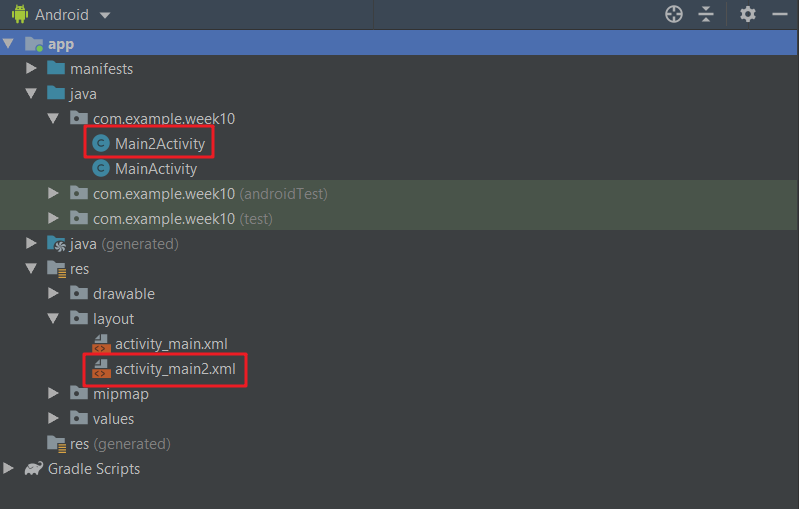 Android
app
manifests
java
com.example.week10
Main2Activity
MainActivity
com.example.week10 (androidTest)
com.example.week10 (test)
java (generated)
res
drawable
layout
activity_main.xml
activity_main2.xml
mipmap
values
res (generated)
Gradle Scripts